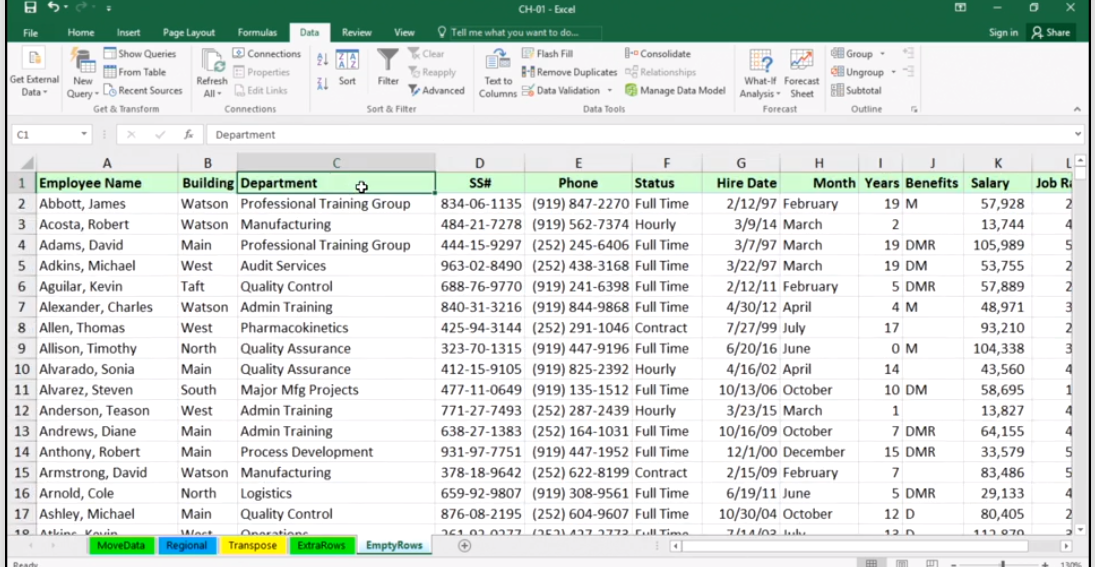 CH-01 - Excel
File Home Insert Page Layout Formulas Data Review View Tell me what you want to do... Sign in Share
Get External Data
New Query
Show Queries
From Table
Recent Sources
Get & Transform
Refresh All
Connections
Properties
Edit Links
Connections
Sort
Filter
Clear
Reapply
Advanced
Sort & Filter
Text to Columns
Flash Fill
Remove Duplicates
Data Validation
Consolidate
Relationships
Manage Data Model
Data Tools
What-If Analysis
Forecast Sheet
Forecast
Group
Ungroup
Subtotal
Outline
C1 fx Department
A B C D E F G H I J K L
1 Employee Name Building Department SS# Phone Status Hire Date Month Years Benefits Salary Job Ra
2 Abbott, James Watson Professional Training Group 834-06-1135 (919) 847-2270 Full Time 2/12/97 February 19 M 57,928 2
3 Acosta, Robert Watson Manufacturing 484-21-7278 (919) 562-7374 Hourly 3/9/14 March 2 13,744 4
4 Adams, David Main Professional Training Group 444-15-9297 (252) 245-6406 Full Time 3/7/97 March 19 DMR 105,989 5
5 Adkins, Michael West Audit Services 963-02-8490 (252) 438-3168 Full Time 3/22/97 March 19 DM 53,755 2
6 Aguilar, Kevin Taft Quality Control 688-76-9770 (919) 241-6398 Full Time 2/12/11 February 5 DMR 57,889 2
7 Alexander, Charles Watson Admin Training 840-31-3216 (919) 844-9868 Full Time 4/30/12 April 4 M 48,971 3
8 Allen, Thomas West Pharmacokinetics 425-94-3144 (252) 291-1046 Contract 7/27/99 July 17 93,210 2
9 Allison, Timothy North Quality Assurance 323-70-1315 (919) 447-9196 Full Time 6/20/16 June 0 M 104,338 3
10 Alvarado, Sonia Main Quality Assurance 412-15-9105 (919) 825-2392 Hourly 4/16/02 April 14 43,560 4
11 Alvarez, Steven South Major Mfg Projects 477-11-0649 (919) 135-1512 Full Time 10/13/06 October 10 DM 58,695 1
12 Anderson, Teason West Admin Training 771-27-7493 (252) 287-2439 Hourly 3/23/15 March 1 13,827 4
13 Andrews, Diane Main Admin Training 638-27-1383 (252) 164-1031 Full Time 10/16/09 October 7 DMR 64,155 4
14 Anthony, Robert Main Process Development 931-97-7751 (919) 447-1952 Full Time 12/1/00 December 15 DMR 33,579 5
15 Armstrong, David Watson Manufacturing 378-18-9642 (252) 622-8199 Contract 2/15/09 February 7 83,486 5
16 Arnold, Cole North Logistics 659-92-9807 (919) 308-9561 Full Time 6/19/11 June 5 DMR 29,133 4
17 Ashley, Michael Main Quality Control 876-08-2195 (252) 604-9607 Full Time 10/30/04 October 12 D 80,405 2
18 Atkins, Kevin West Operations Full Time 7/14/03 July 13 D
MoveData Regional Transpose ExtraRows EmptyRows
Ready 130%